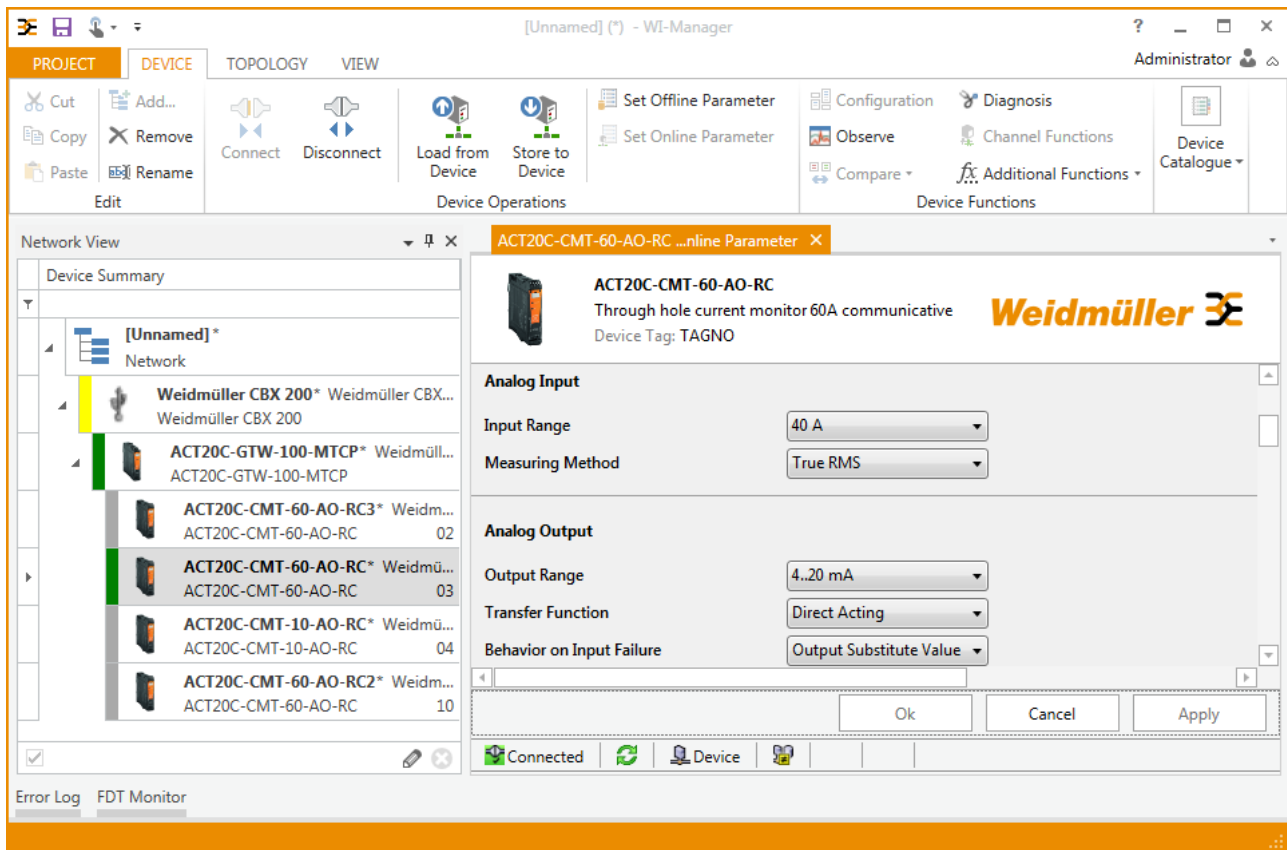 [Unnamed] (*) - WI-Manager
?
PROJECT DEVICE TOPOLOGY VIEW Administrator
Cut Add...
Copy Remove
Paste Rename
Edit
Connect Disconnect Load from Device Store to Device
Set Offline Parameter
Set Online Parameter
Device Operations
Configuration Diagnosis
Observe Channel Functions
Compare fx Additional Functions
Device Functions
Device
Catalogue
Network View
Device Summary
[Unnamed]*
Network
Weidmüller CBX 200* Weidmüller CBX...
Weidmüller CBX 200
ACT20C-GTW-100-MTCP* Weidmüll...
ACT20C-GTW-100-MTCP
ACT20C-CMT-60-AO-RC3* Weidm...
ACT20C-CMT-60-AO-RC 02
ACT20C-CMT-60-AO-RC* Weidmü...
ACT20C-CMT-60-AO-RC 03
ACT20C-CMT-10-AO-RC* Weidmü...
ACT20C-CMT-10-AO-RC 04
ACT20C-CMT-60-AO-RC2* Weidm...
ACT20C-CMT-60-AO-RC 10
ACT20C-CMT-60-AO-RC ...nline Parameter
ACT20C-CMT-60-AO-RC
Through hole current monitor 60A communicative
Device Tag: TAGNO
Weidmüller
Analog Input
Input Range 40 A
Measuring Method True RMS
Analog Output
Output Range 4..20 mA
Transfer Function Direct Acting
Behavior on Input Failure Output Substitute Value
Ok Cancel Apply
Connected Device
Error Log FDT Monitor